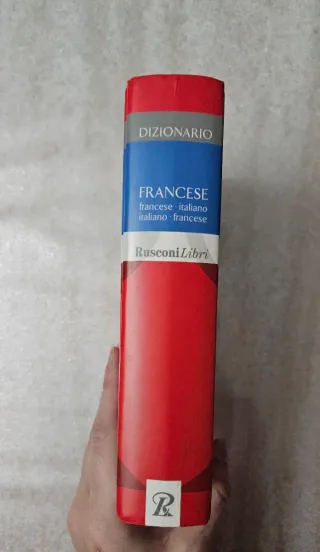 DIZIONARIO
FRANCESE
francese · italiano
italiano · francese
RusconiLibri
R